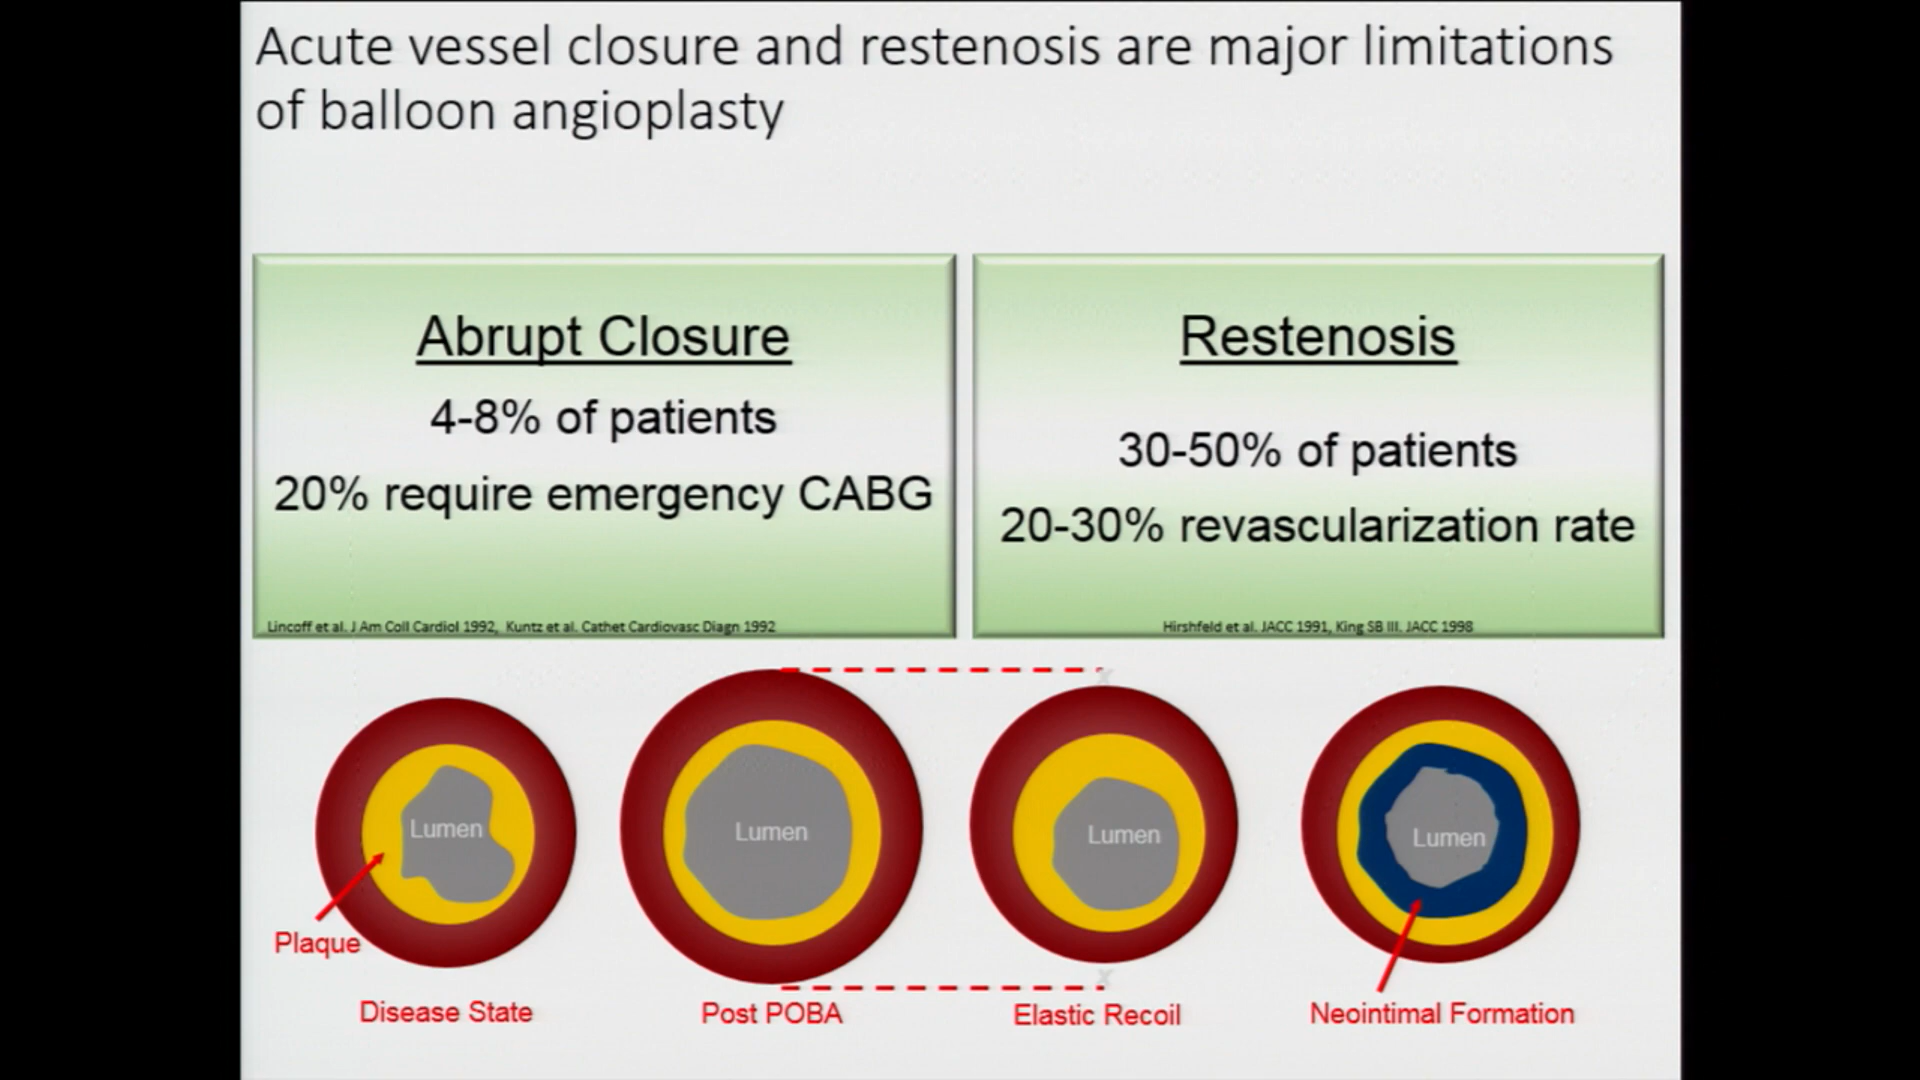 Acute vessel closure and restenosis are major limitations
of balloon angioplasty
Abrupt Closure
4-8% of patients
20% require emergency CABG
Lincoff et al. J Am Coll Cardiol 1992, Kuntz et al. Cathet Cardiovasc Diagn 1992
Restenosis
30-50% of patients
20-30% revascularization rate
Hirshfeld et al. JACC 1991, King SB III. JACC 1998
Lumen
Lumen
Lumen
Lumen
Plaque
Disease State
Post POBA
Elastic Recoil
Neointimal Formation